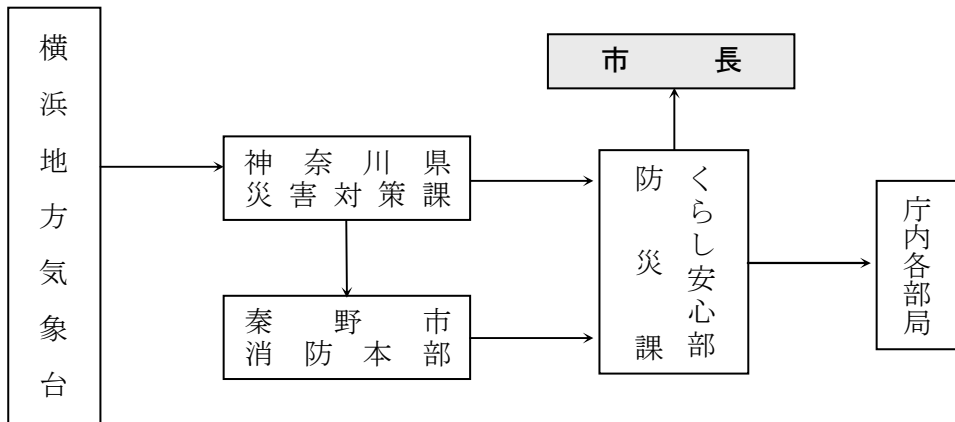 横浜地方気象台
神奈川県
災害対策課
秦野市
消防本部
市長
くらし安心部
防災課
庁内各部局